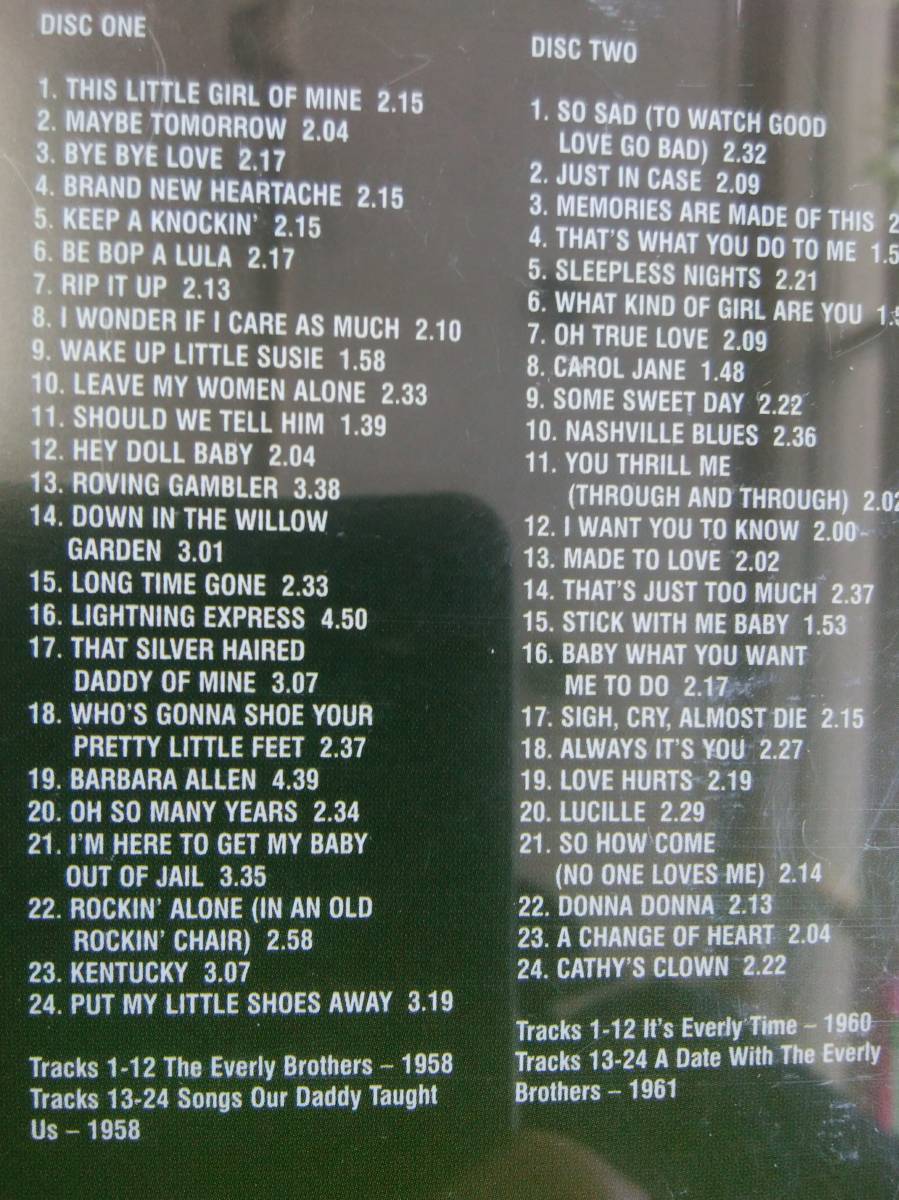 DISC ONE
1. THIS LITTLE GIRL OF MINE 2.15
2. MAYBE TOMORROW 2.04
3. BYE BYE LOVE 2.17
4. BRAND NEW HEARTACHE 2.15
5. KEEP A KNOCKIN' 2.15
6. BE BOP A LULA 2.17
7. RIP IT UP 2.13
8. I WONDER IF I CARE AS MUCH 2.10
9. WAKE UP LITTLE SUSIE 1.58
10. LEAVE MY WOMEN ALONE 2.33
11. SHOULD WE TELL HIM 1.39
12. HEY DOLL BABY 2.04
13. ROVING GAMBLER 3.38
14. DOWN IN THE WILLOW
GARDEN 3.01
15. LONG TIME GONE 2.33
16. LIGHTNING EXPRESS 4.50
17. THAT SILVER HAIRED
DADDY OF MINE 3.07
18. WHO'S GONNA SHOE YOUR
PRETTY LITTLE FEET 2.37
19. BARBARA ALLEN 4.39
20. OH SO MANY YEARS 2.34
21. I'M HERE TO GET MY BABY
OUT OF JAIL 3.35
22. ROCKIN' ALONE (IN AN OLD
ROCKIN' CHAIR) 2.58
23. KENTUCKY 3.07
24. PUT MY LITTLE SHOES AWAY 3.19
Tracks 1-12 The Everly Brothers – 1958
Tracks 13-24 Songs Our Daddy Taught
Us – 1958
DISC TWO
1. SO SAD (TO WATCH GOOD
LOVE GO BAD) 2.32
2. JUST IN CASE 2.09
3. MEMORIES ARE MADE OF THIS
4. THAT'S WHAT YOU DO TO ME
5. SLEEPLESS NIGHTS 2.21
6. WHAT KIND OF GIRL ARE YOU
7. OH TRUE LOVE 2.09
8. CAROL JANE 1.48
9. SOME SWEET DAY 2.22
10. NASHVILLE BLUES 2.36
11. YOU THRILL ME
(THROUGH AND THROUGH) 2.02
12. I WANT YOU TO KNOW 2.00
13. MADE TO LOVE 2.02
14. THAT'S JUST TOO MUCH 2.37
15. STICK WITH ME BABY 1.53
16. BABY WHAT YOU WANT
ME TO DO 2.17
17. SIGH, CRY, ALMOST DIE 2.15
18. ALWAYS IT'S YOU 2.27
19. LOVE HURTS 2.19
20. LUCILLE 2.29
21. SO HOW COME
(NO ONE LOVES ME) 2.14
22. DONNA DONNA 2.13
23. A CHANGE OF HEART 2.04
24. CATHY'S CLOWN 2.22
Tracks 1-12 It's Everly Time – 1960
Tracks 13-24 A Date With The Everly
Brothers – 1961